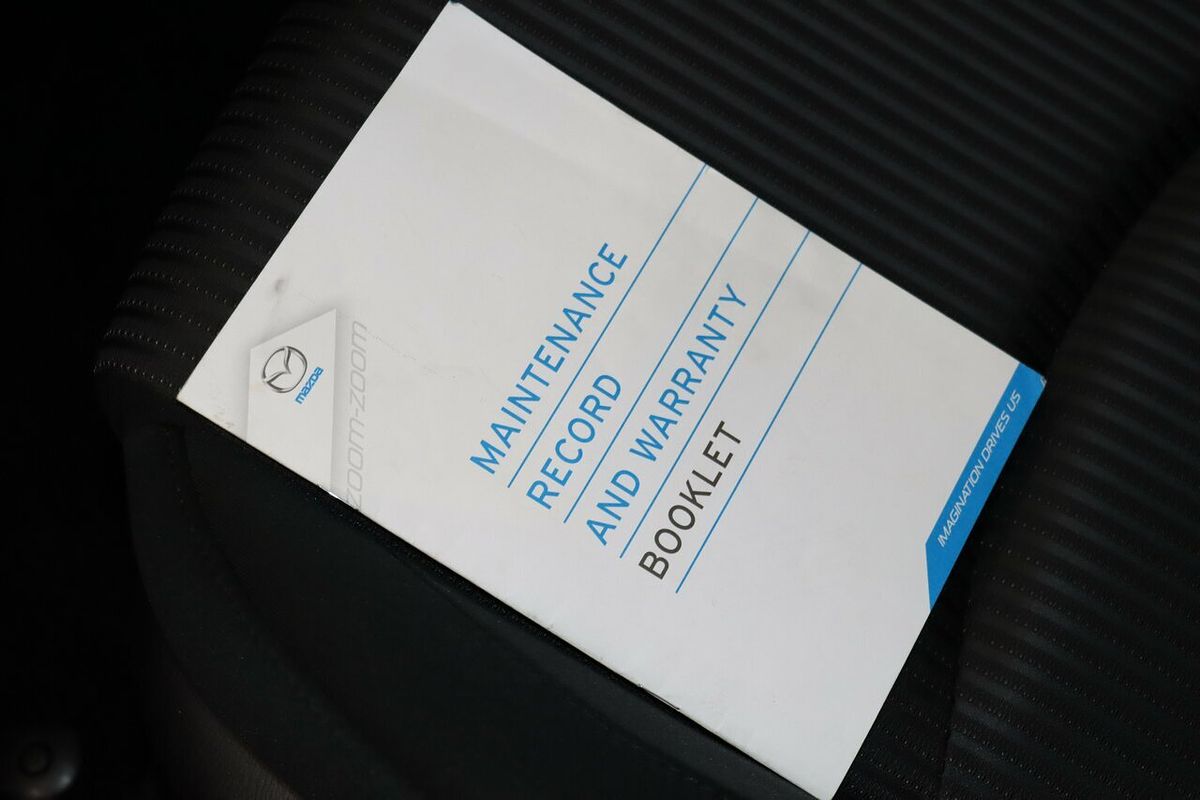 mazda
zoom-zoom
MAINTENANCE
RECORD
AND WARRANTY
BOOKLET
IMAGINATION DRIVES US